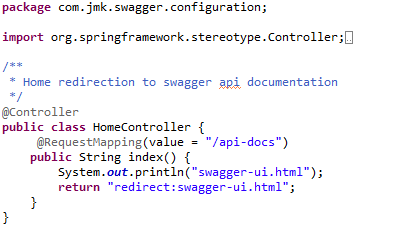 package com.jmk.swagger.configuration;
import org.springframework.stereotype.Controller;
/**
 * Home redirection to swagger api documentation
 */
@Controller
public class HomeController {
    @RequestMapping(value = "/api-docs")
    public String index() {
        System.out.println("swagger-ui.html");
        return "redirect:swagger-ui.html";
    }
}